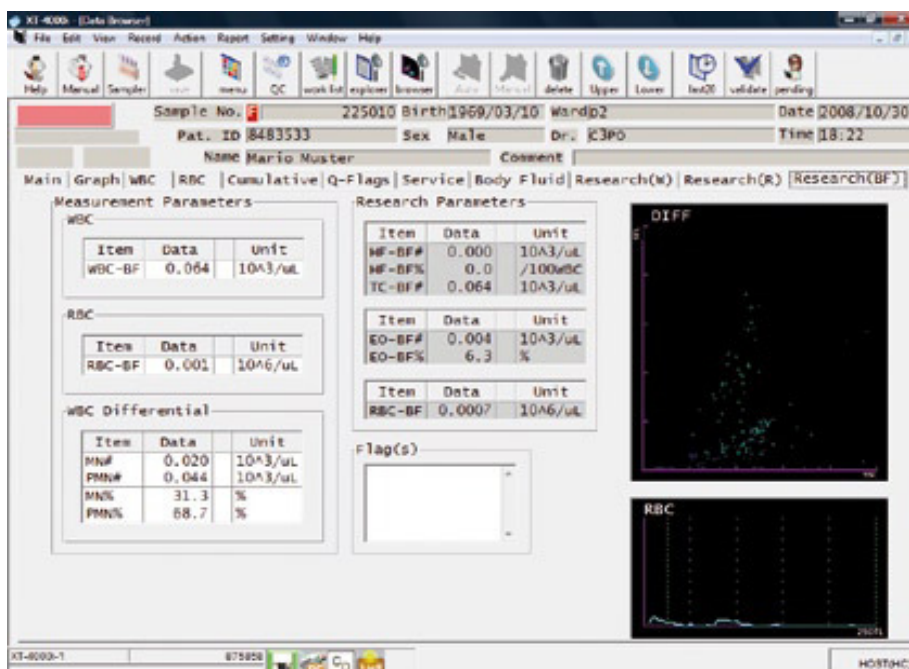 XT-4000i - [Data Browser]
File Edit View Record Action Report Setting Window Help
Help Manual Sampler save menu QC work list explorer browser Auto Manual delete Upper Lower last20 validate pending
Sample No. F 225010 Birth 1969/03/10 Ward p2 Date 2008/10/30
Pat. ID 8483533 Sex Male Dr. C3PO Time 18:22
Name Mario Muster Comment
Main Graph WBC RBC Cumulative Q-Flags Service Body Fluid Research(W) Research(R) Research(BF)
Measurement Parameters
WBC
Item Data Unit
WBC-BF 0.064 10^3/uL
RBC
Item Data Unit
RBC-BF 0.001 10^6/uL
WBC Differential
Item Data Unit
MN# 0.020 10^3/uL
PMN# 0.044 10^3/uL
MN% 31.3 %
PMN% 68.7 %
Research Parameters
Item Data Unit
HF-BF# 0.000 10^3/uL
HF-BF% 0.0 /100WBC
TC-BF# 0.064 10^3/uL
Item Data Unit
EO-BF# 0.004 10^3/uL
EO-BF% 6.3 %
Item Data Unit
RBC-BF 0.0007 10^6/uL
Flag(s)
DIFF
RBC
250fL
XT-4000i-1
HOST(HC)